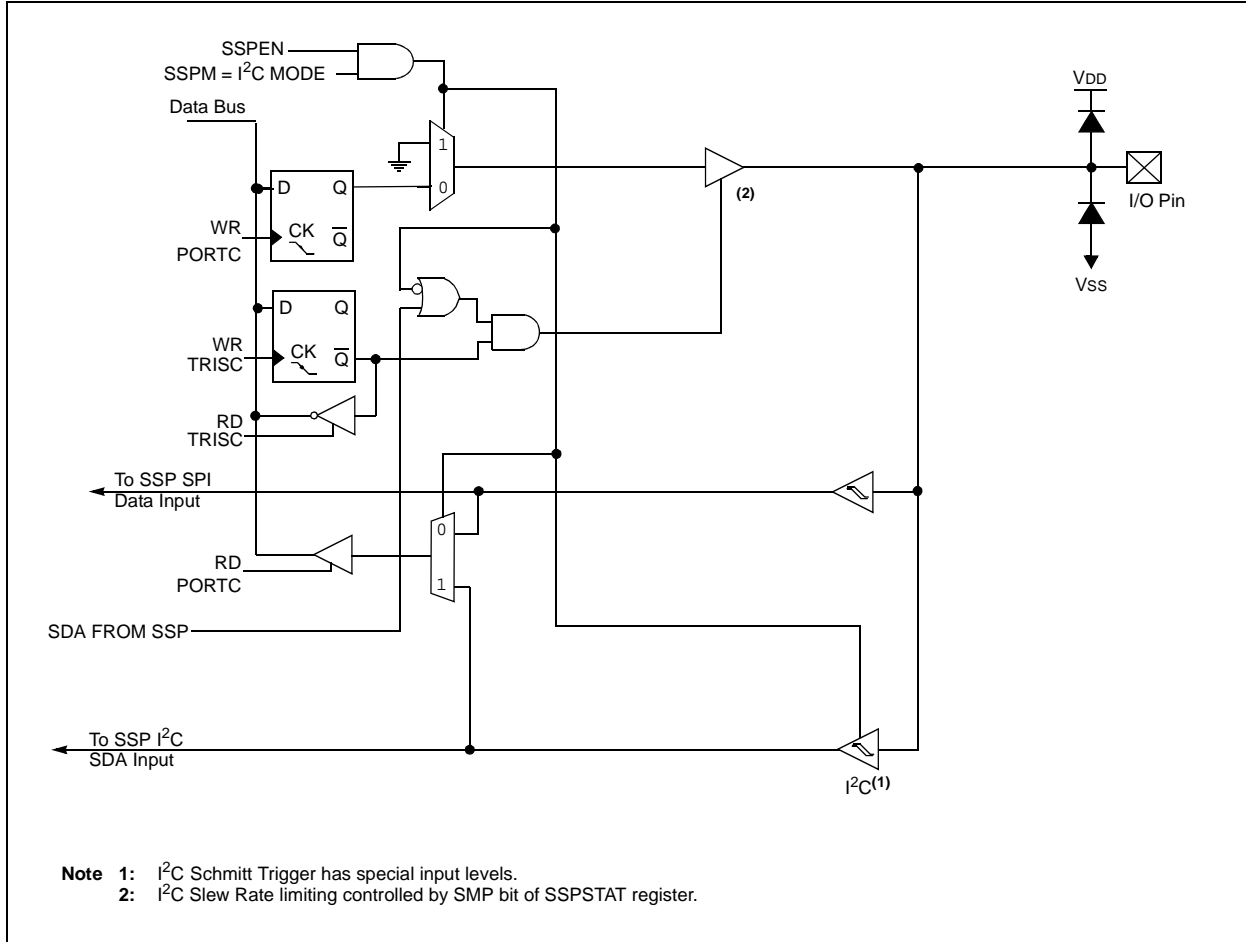 SSPEN
SSPM = I²C MODE
Data Bus
VDD
1
0
(2)
I/O Pin
VSS
D Q
CK Q̅
WR
PORTC
D Q
CK Q̅
WR
TRISC
RD
TRISC
To SSP SPI
Data Input
0
1
RD
PORTC
SDA FROM SSP
To SSP I²C
SDA Input
I²C(1)
Note 1: I²C Schmitt Trigger has special input levels.
2: I²C Slew Rate limiting controlled by SMP bit of SSPSTAT register.